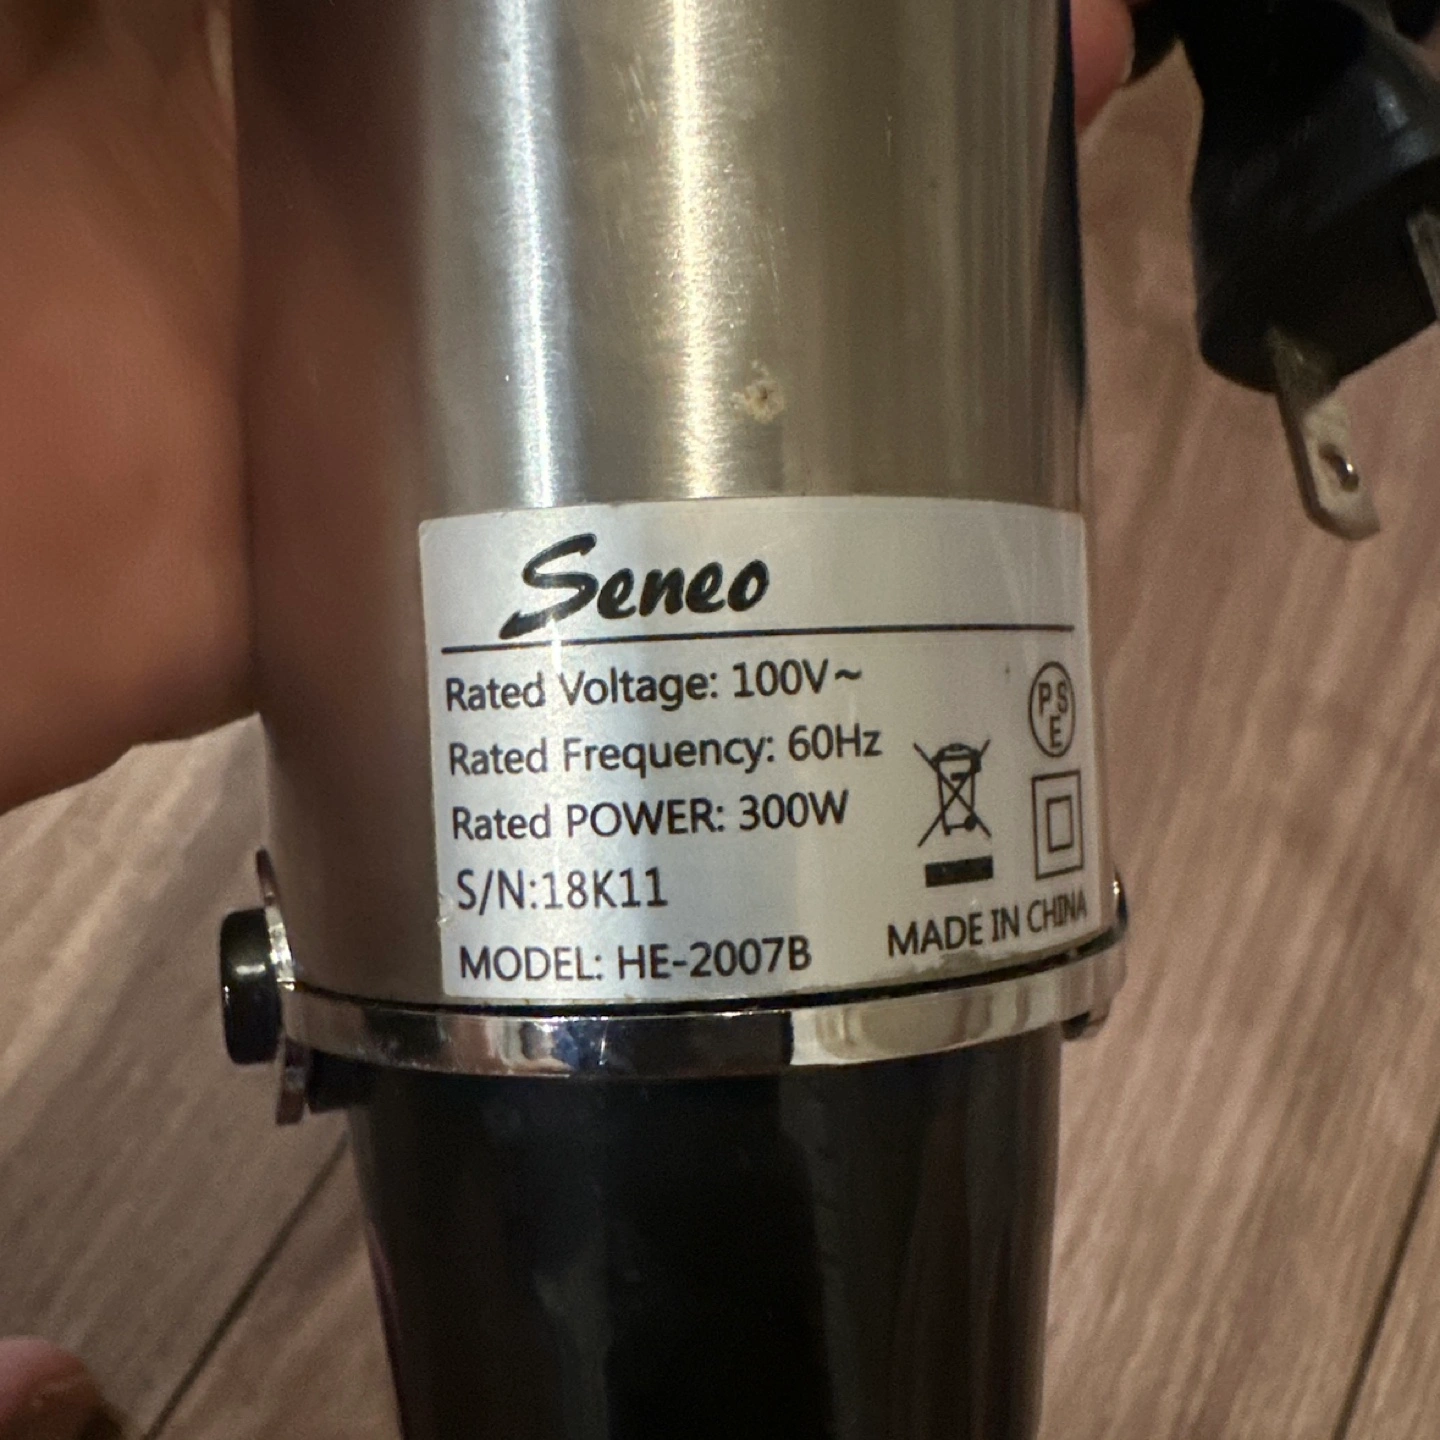 Seneo
Rated Voltage: 100V~
Rated Frequency: 60Hz
Rated POWER: 300W
S/N:18K11
MODEL: HE-2007B
PSE
MADE IN CHINA